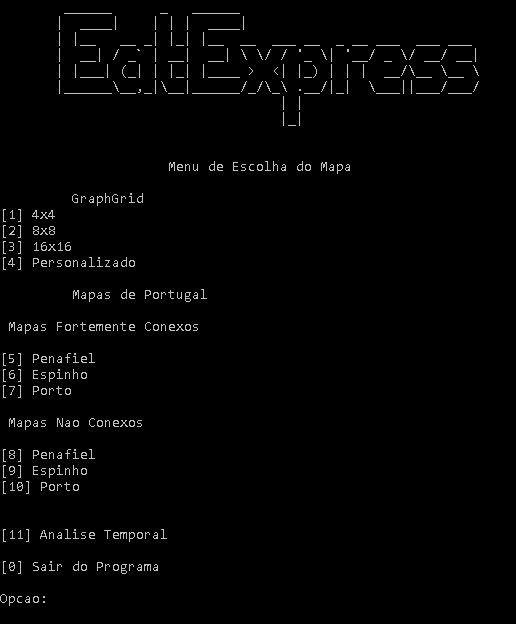 EatExpress
Menu de Escolha do Mapa
GraphGrid
[1] 4x4
[2] 8x8
[3] 16x16
[4] Personalizado
Mapas de Portugal
Mapas Fortemente Conexos
[5] Penafiel
[6] Espinho
[7] Porto
Mapas Nao Conexos
[8] Penafiel
[9] Espinho
[10] Porto
[11] Analise Temporal
[0] Sair do Programa
Opcao: